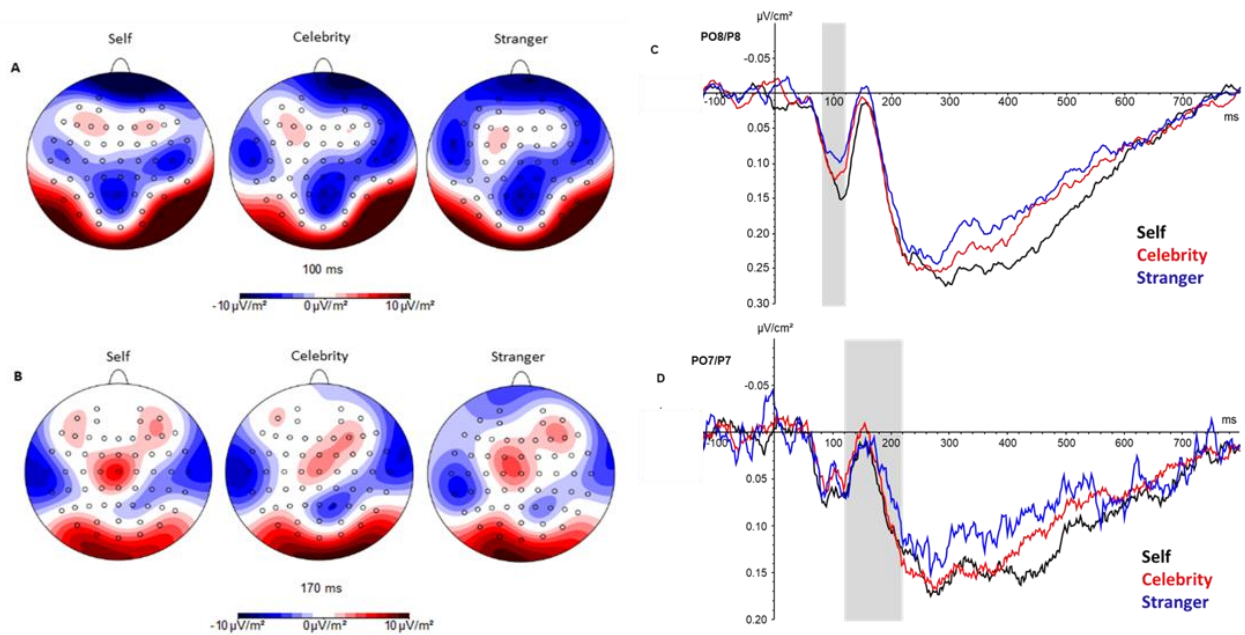 A
Self Celebrity Stranger
100 ms
-10 µV/m² 0 µV/m² 10 µV/m²
B
Self Celebrity Stranger
170 ms
-10 µV/m² 0 µV/m² 10 µV/m²
C
PO8/P8
µV/cm²
-0.05
-100 100 200 300 400 500 600 700
ms
0.05
0.10
0.15
0.20
0.25
0.30
Self
Celebrity
Stranger
D
PO7/P7
µV/cm²
-0.05
ms
-100 100 200 300 400 500 600 700
0.05
0.10
0.15
0.20
Self
Celebrity
Stranger